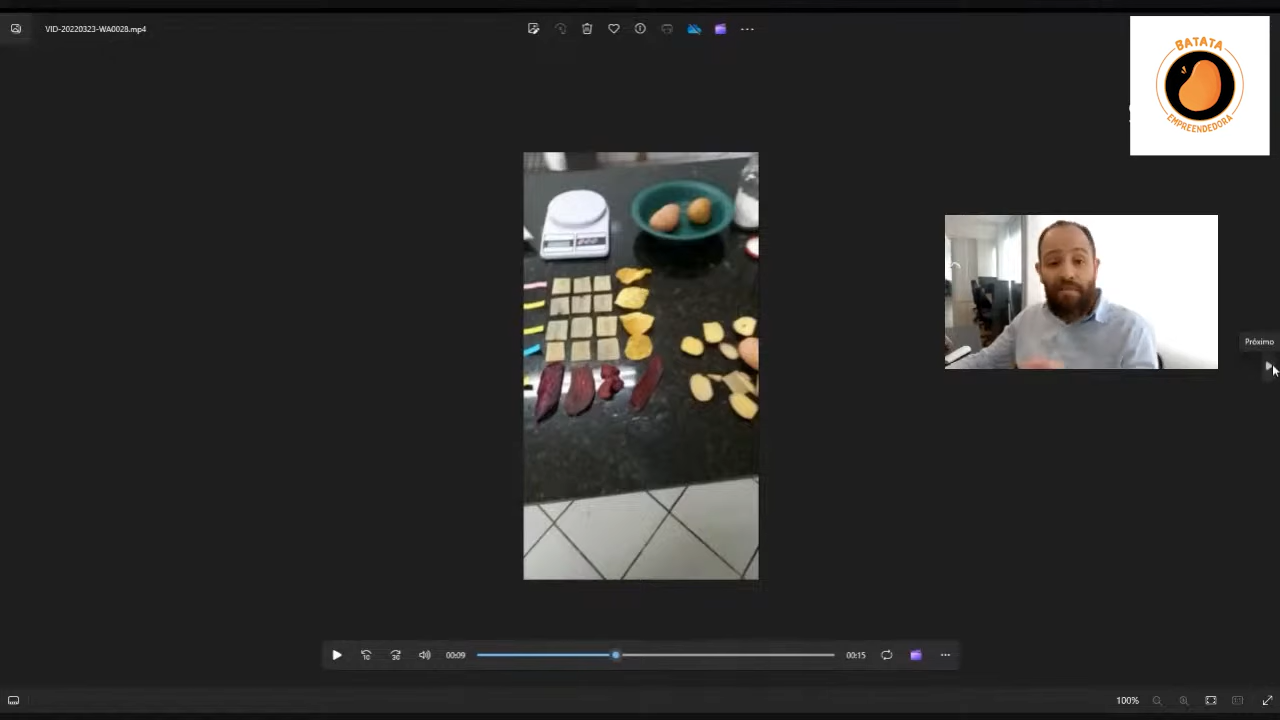 VID-20220323-WA0028.mp4
BATATA
EMPREENDEDORA
Próximo
00:09
00:15
100%